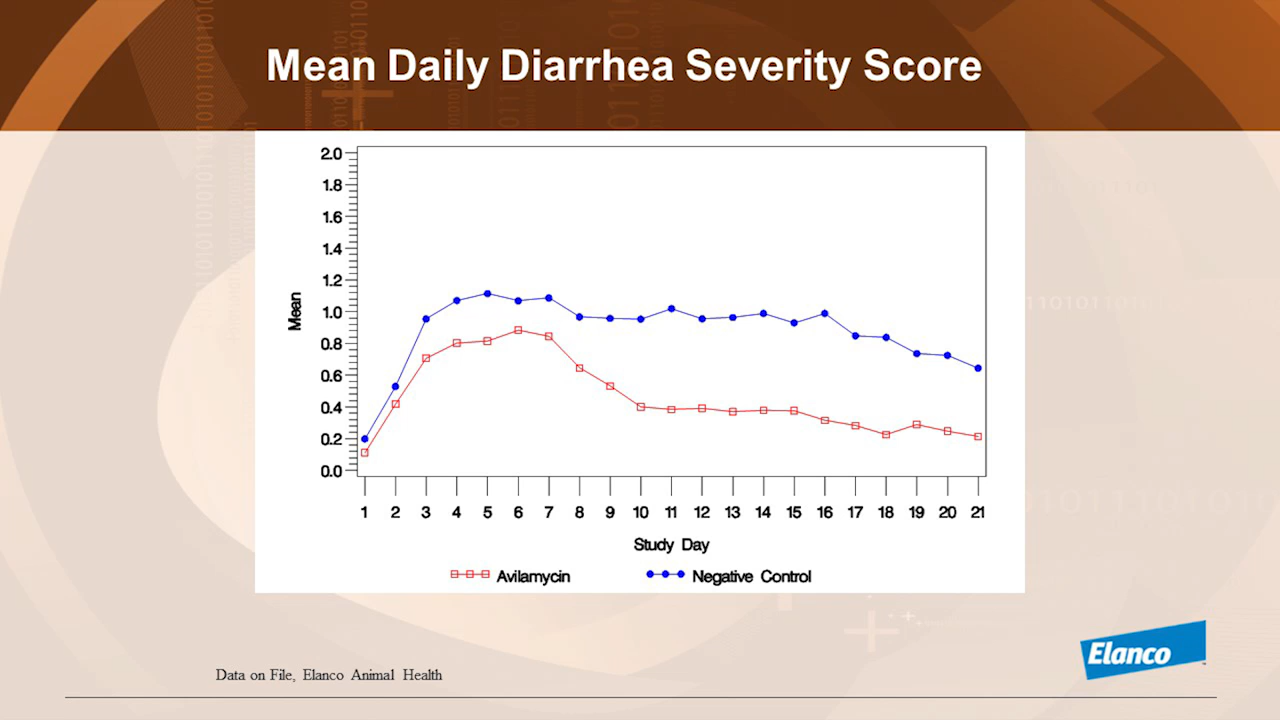 Mean Daily Diarrhea Severity Score
2.0
1.8
1.6
1.4
1.2
1.0
0.8
0.6
0.4
0.2
0.0
Mean
1 2 3 4 5 6 7 8 9 10 11 12 13 14 15 16 17 18 19 20 21
Study Day
Avilamycin Negative Control
Elanco
Data on File, Elanco Animal Health